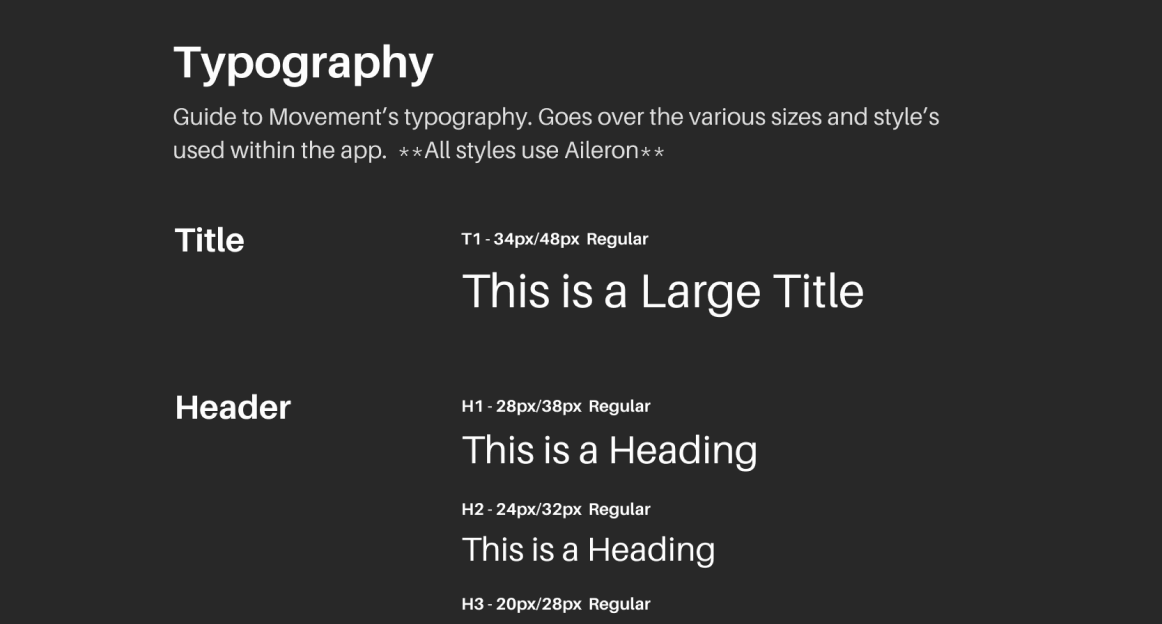 Typography
Guide to Movement’s typography. Goes over the various sizes and style’s
used within the app.  **All styles use Aileron**
Title
T1 - 34px/48px  Regular
This is a Large Title
Header
H1 - 28px/38px  Regular
This is a Heading
H2 - 24px/32px  Regular
This is a Heading
H3 - 20px/28px  Regular